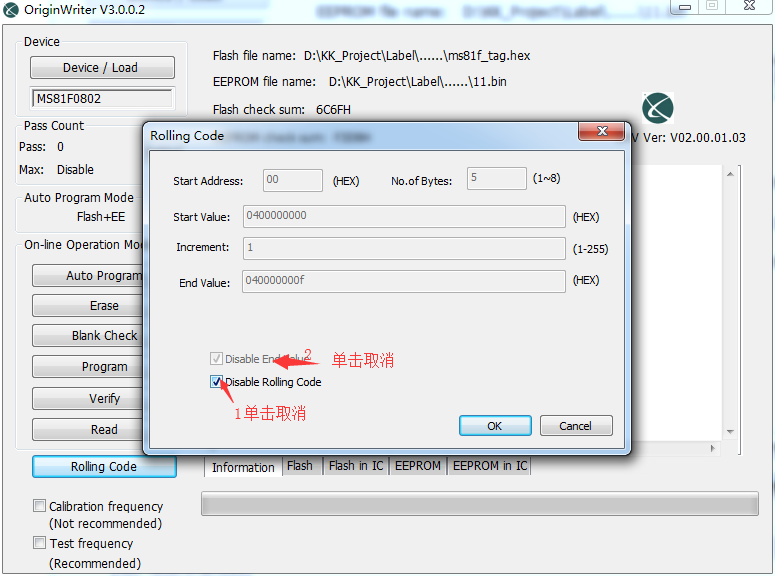 OriginWriter V3.0.0.2
Device
Device / Load
MS81F0802
Flash file name: D:\KK_Project\Label\......\ms81f_tag.hex
EEPROM file name: D:\KK_Project\Label\......\11.bin
Flash check sum: 6C6FH
Pass Count
Pass: 0
Max: Disable
V Ver: V02.00.01.03
Auto Program Mode
Flash+EE
On-line Operation Mo
Auto Program
Erase
Blank Check
Program
Verify
Read
Rolling Code
Calibration frequency
(Not recommended)
Test frequency
(Recommended)
Rolling Code
Start Address: 00 (HEX) No.of Bytes: 5 (1~8)
Start Value: 0400000000 (HEX)
Increment: 1 (1-255)
End Value: 040000000f (HEX)
Disable End Value
2 单击取消
Disable Rolling Code
1单击取消
OK Cancel
Information Flash Flash in IC EEPROM EEPROM in IC